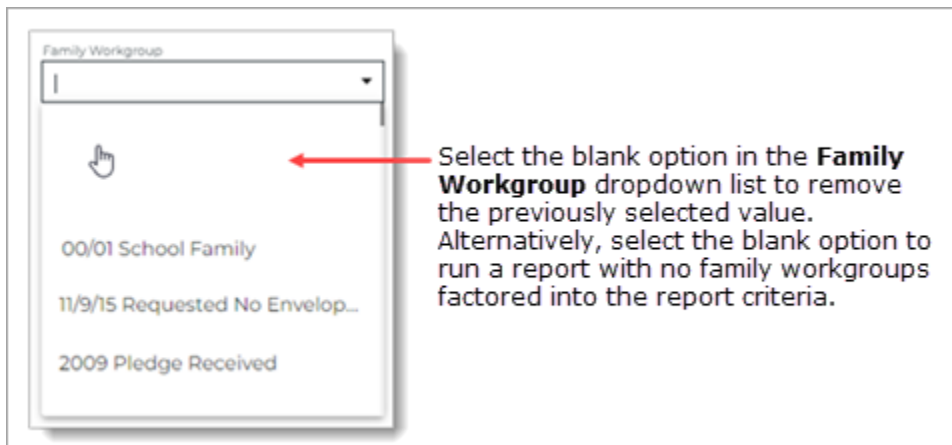 Family Workgroup
00/01 School Family
11/9/15 Requested No Envelop...
2009 Pledge Received
Select the blank option in the Family
Workgroup dropdown list to remove
the previously selected value.
Alternatively, select the blank option to
run a report with no family workgroups
factored into the report criteria.